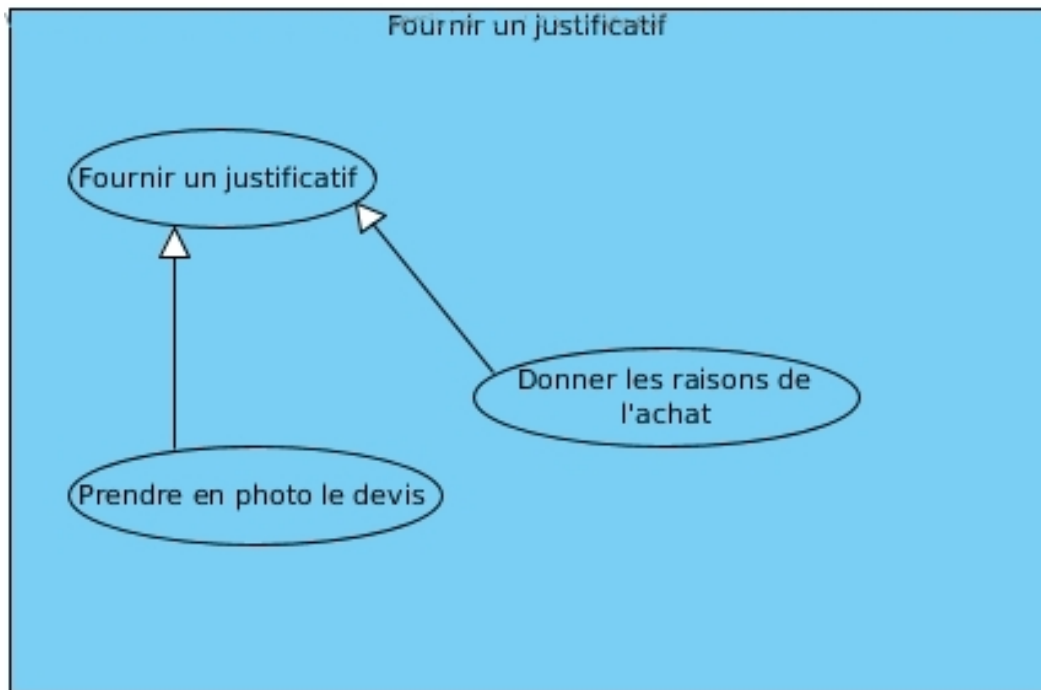 Fournir un justificatif
Fournir un justificatif
Donner les raisons de
l'achat
Prendre en photo le devis